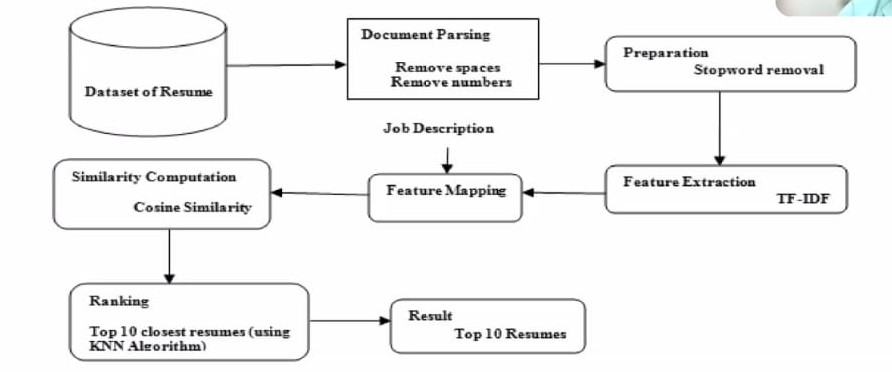 Dataset of Resume
Document Parsing
Remove spaces
Remove numbers
Preparation
Stopword removal
Job Description
Feature Extraction
TF-IDF
Feature Mapping
Similarity Computation
Cosine Similarity
Ranking
Top 10 closest resumes (using
KNN Algorithm)
Result
Top 10 Resumes